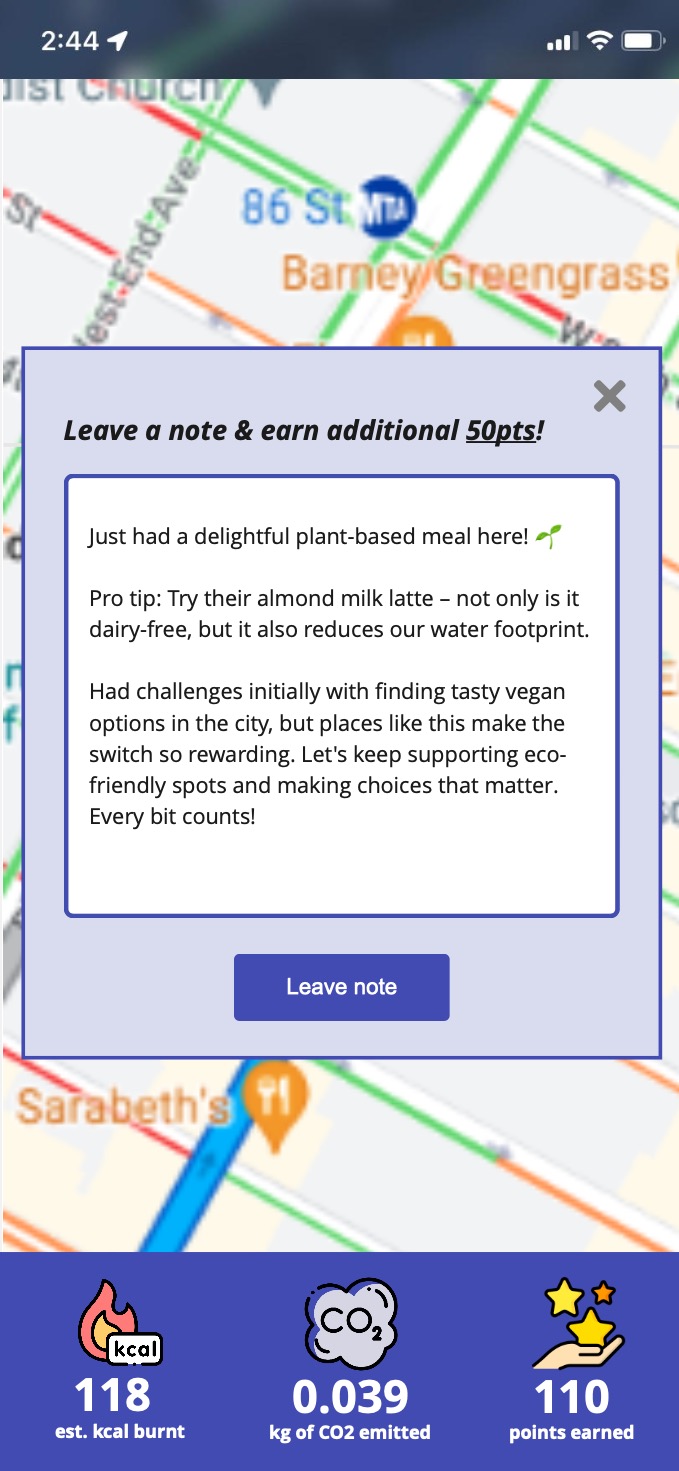 2:44
dist Church
St
West End Ave
86 St
MTA
Barney Greengrass
Leave a note & earn additional 50pts!
Just had a delightful plant-based meal here! 🌱
Pro tip: Try their almond milk latte – not only is it
dairy-free, but it also reduces our water footprint.
Had challenges initially with finding tasty vegan
options in the city, but places like this make the
switch so rewarding. Let's keep supporting eco-
friendly spots and making choices that matter.
Every bit counts!
Leave note
Sarabeth's
kcal
CO2
118
0.039
110
est. kcal burnt
kg of CO2 emitted
points earned